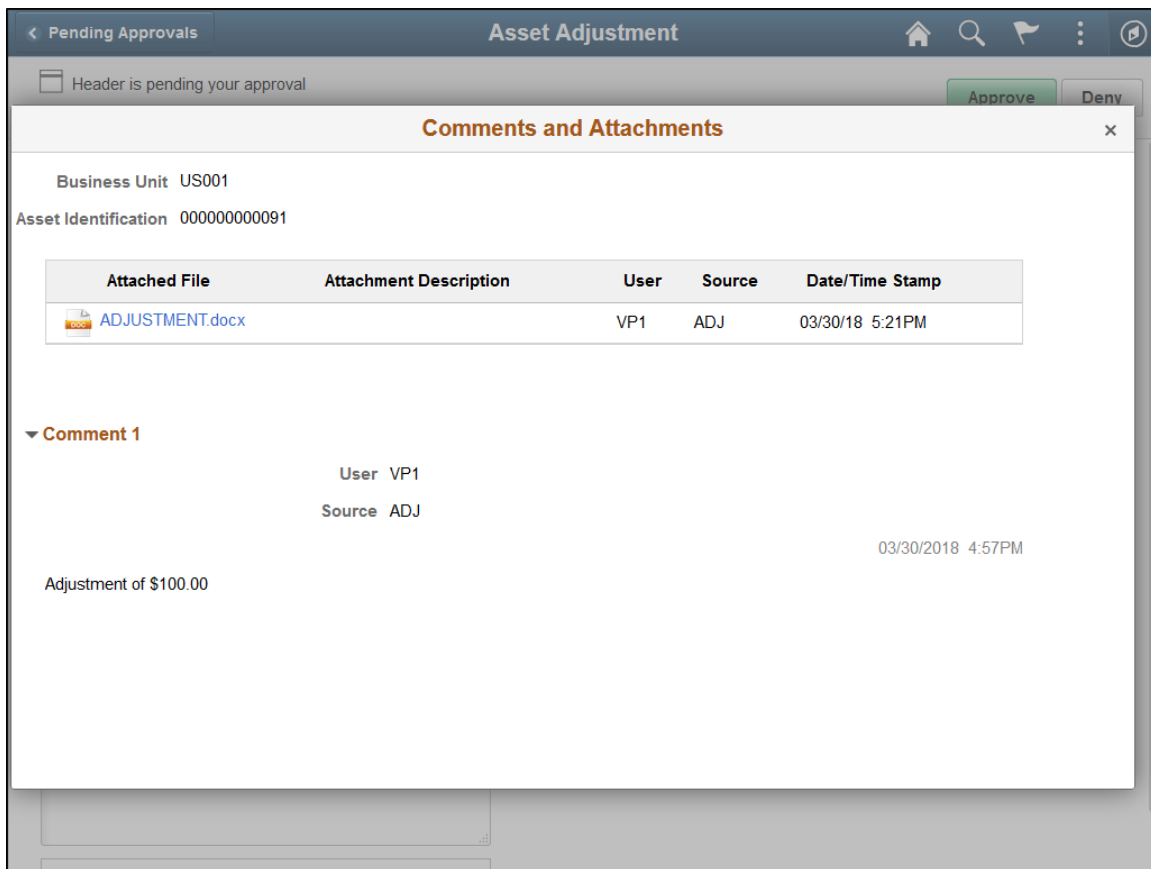 Pending Approvals
Asset Adjustment
Header is pending your approval
Approve Deny
Comments and Attachments
×
Business Unit US001
Asset Identification 000000000091
Attached File Attachment Description User Source Date/Time Stamp
DOC ADJUSTMENT.docx VP1 ADJ 03/30/18 5:21PM
Comment 1
User VP1
Source ADJ
03/30/2018 4:57PM
Adjustment of $100.00